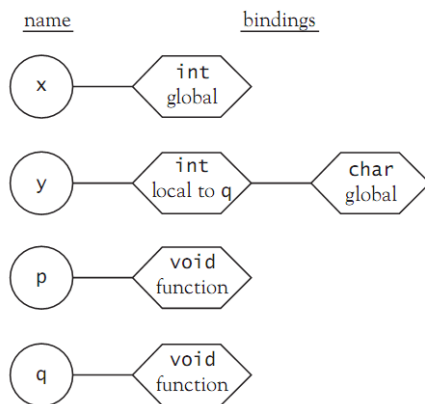 name bindings
x int
global
y int char
local to q global
p void
function
q void
function